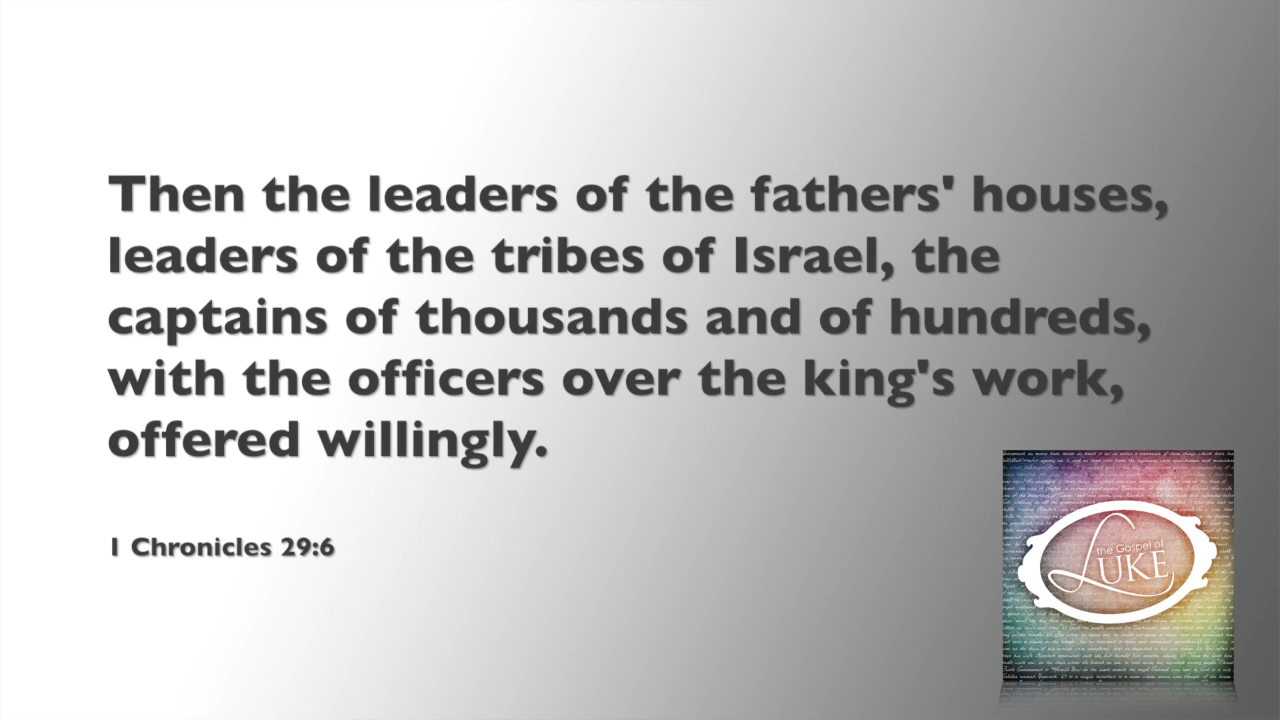 Then the leaders of the fathers' houses,
leaders of the tribes of Israel, the
captains of thousands and of hundreds,
with the officers over the king's work,
offered willingly.
1 Chronicles 29:6
the Gospel of
LUKE